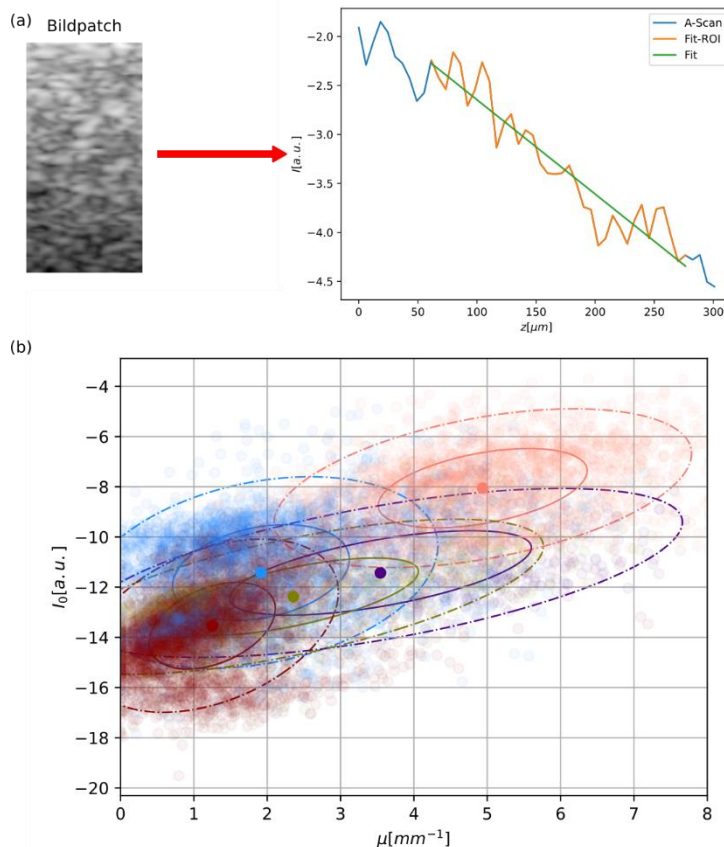 (a)
Bildpatch
A-Scan
Fit-ROI
Fit
−2.0
−2.5
−3.0
−3.5
−4.0
−4.5
I[a.u.]
0 50 100 150 200 250 300
z[μm]
(b)
−4
−6
−8
−10
−12
−14
−16
−18
−20
I₀[a.u.]
0 1 2 3 4 5 6 7 8
μ[mm⁻¹]